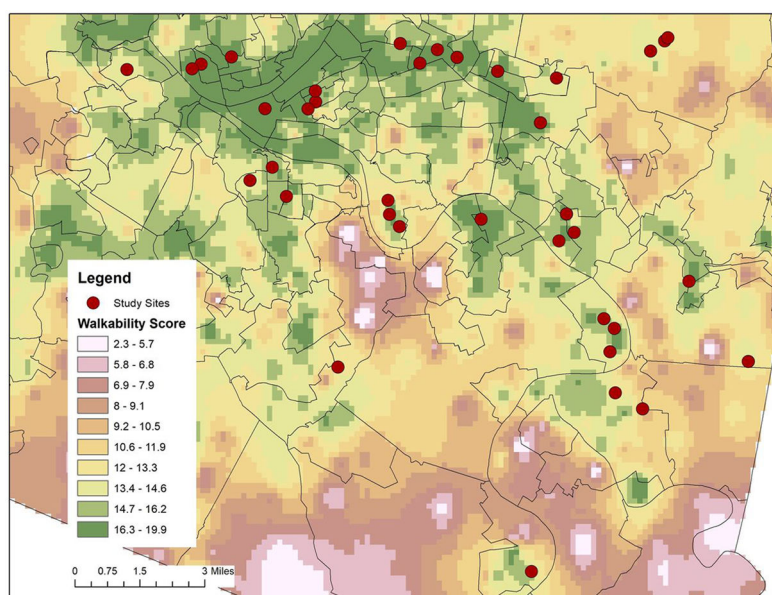 Legend
Study Sites
Walkability Score
2.3 - 5.7
5.8 - 6.8
6.9 - 7.9
8 - 9.1
9.2 - 10.5
10.6 - 11.9
12 - 13.3
13.4 - 14.6
14.7 - 16.2
16.3 - 19.9
0 0.75 1.5 3 Miles